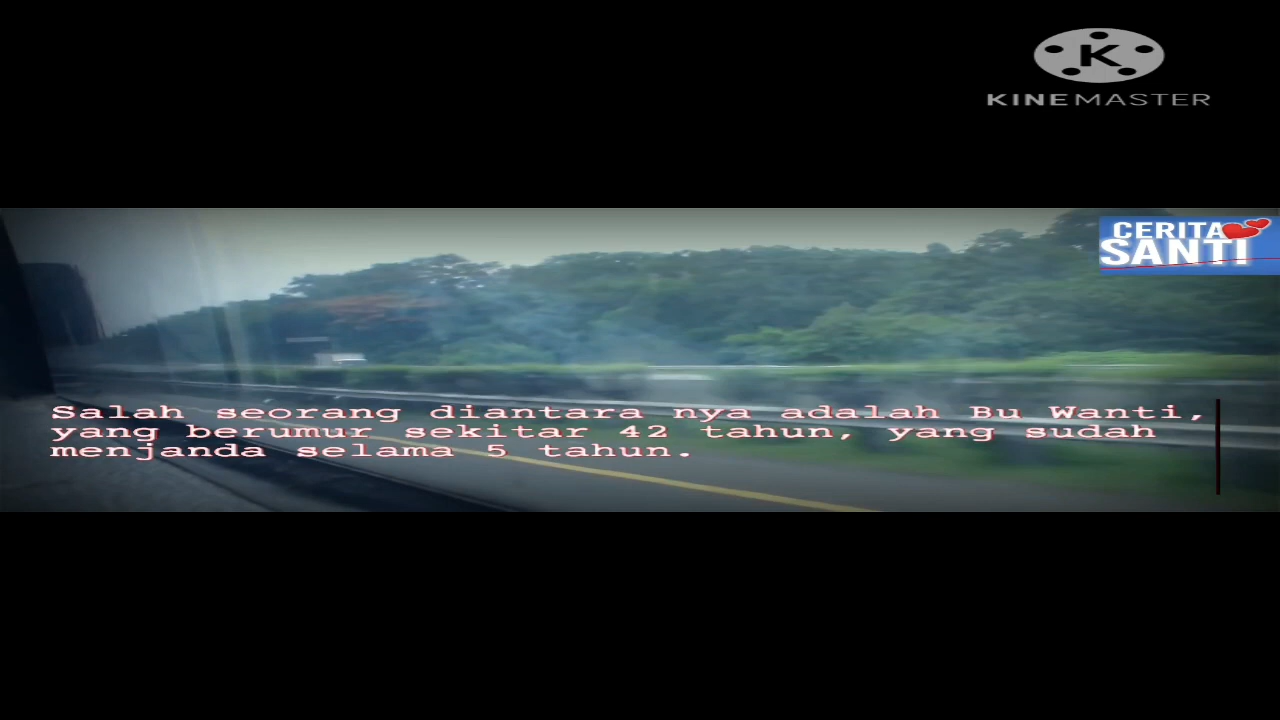 KINEMASTER
CERITA
SANTI
Salah seorang diantara nya adalah Bu Wanti,
yang berumur sekitar 42 tahun, yang sudah
menjanda selama 5 tahun.